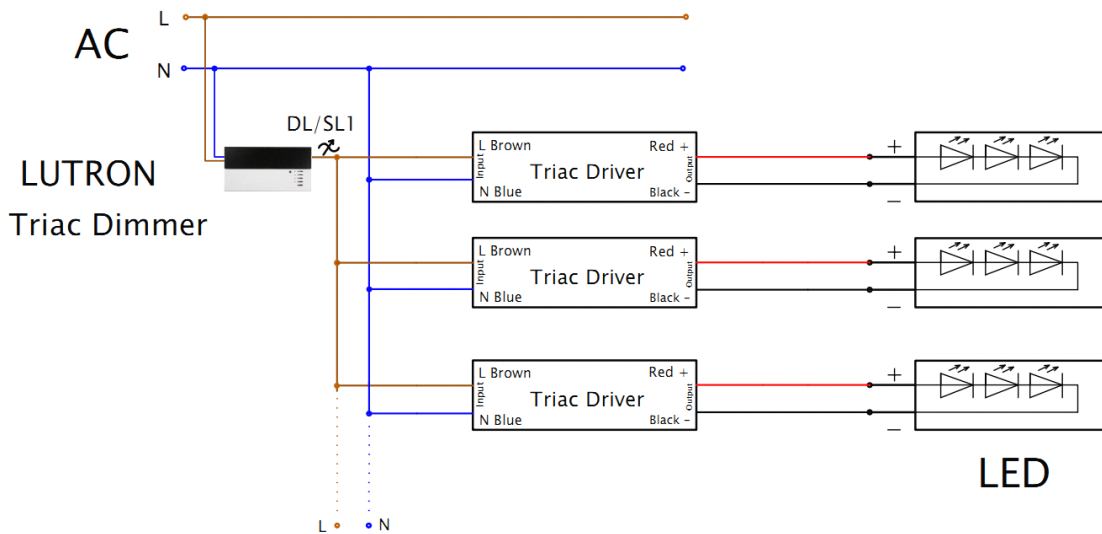 L
AC
N
DL/SL1
LUTRON
Triac Dimmer
L Brown
Red +
Input
Triac Driver
Output
N Blue
Black -
+
-
L Brown
Red +
Input
Triac Driver
Output
N Blue
Black -
+
-
L Brown
Red +
Input
Triac Driver
Output
N Blue
Black -
+
-
LED
L
N